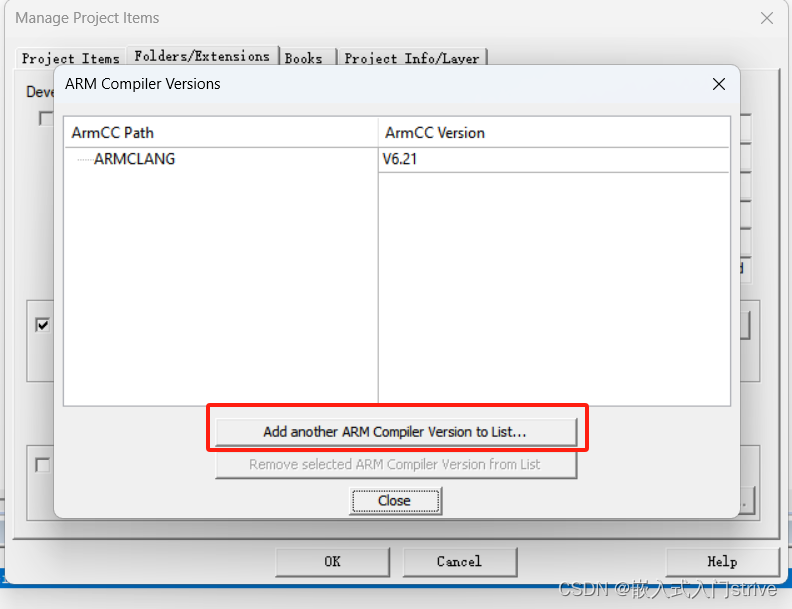 Manage Project Items
Project Items Folders/Extensions Books Project Info/Layer
ARM Compiler Versions
ArmCC Path ArmCC Version
ARMCLANG V6.21
Add another ARM Compiler Version to List...
Remove selected ARM Compiler Version from List
Close
OK Cancel Help
CSDN @嵌入式入门strive